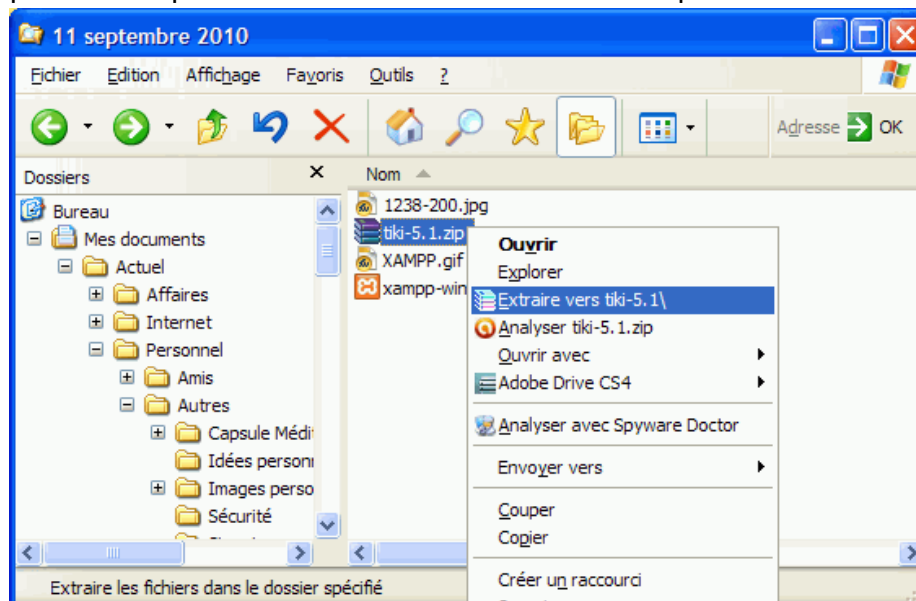 11 septembre 2010
Fichier Edition Affichage Favoris Outils ?
Adresse OK
Dossiers
Bureau
Mes documents
Actuel
Affaires
Internet
Personnel
Amis
Autres
Capsule Médi
Idées person
Images perso
Sécurité
Nom
1238-200.jpg
tiki-5.1.zip
XAMPP.gif
xampp-win
Ouvrir
Explorer
Extraire vers tiki-5.1\
Analyser tiki-5.1.zip
Ouvrir avec
Adobe Drive CS4
Analyser avec Spyware Doctor
Envoyer vers
Couper
Copier
Créer un raccourci
Extraire les fichiers dans le dossier spécifié